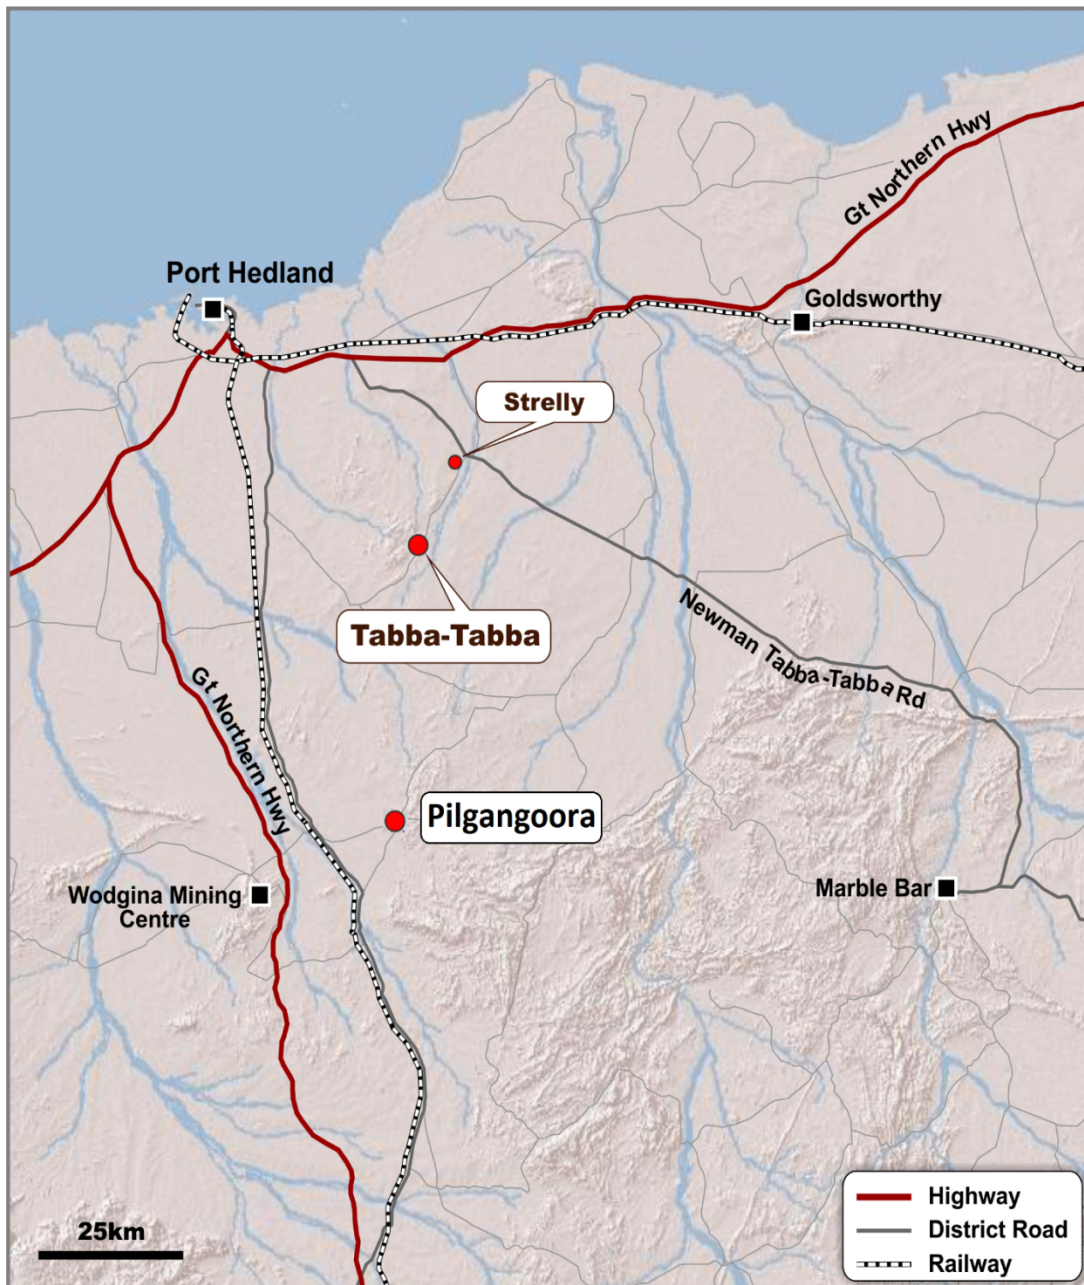 Gt Northern Hwy
Port Hedland
Goldsworthy
Strelly
Tabba-Tabba
Newman Tabba-Tabba Rd
Gt Northern Hwy
Pilgangoora
Wodgina Mining
Centre
Marble Bar
Highway
District Road
Railway
25km